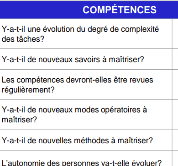 COMPÉTENCES
Y-a-t-il une évolution du degré de complexité
des tâches?
Y-a-t-il de nouveaux savoirs à maîtriser?
Les compétences devront-elles être revues
régulièrement?
Y-a-t-il de nouveaux modes opératoires à
maîtriser?
Y-a-t-il de nouvelles méthodes à maîtriser?
L'autonomie des personnes va-t-elle évoluer?